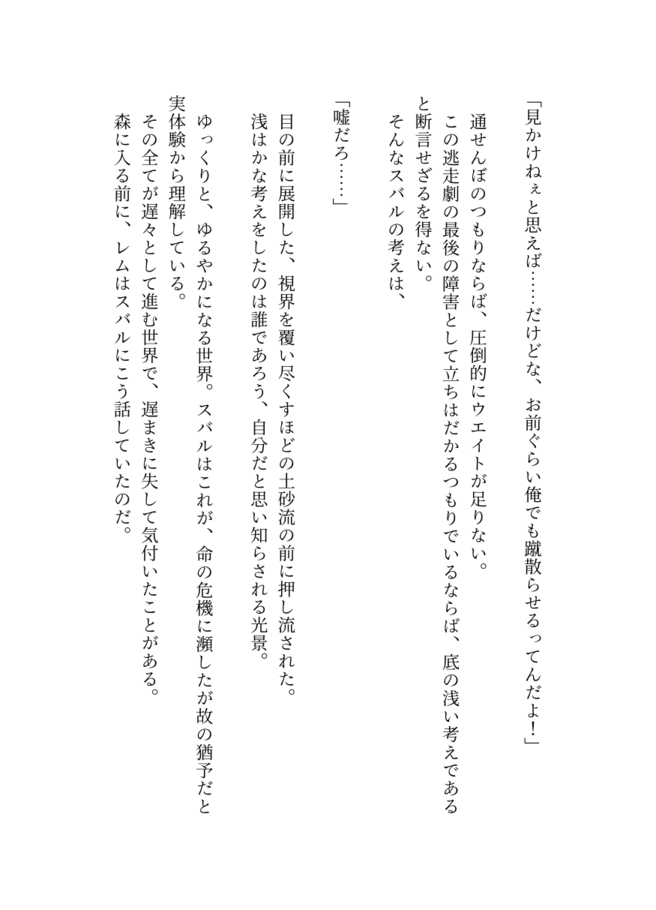 「見かけねぇと思えば……だけどな、お前ぐらい俺でも蹴散らせるってんだよ！」
通せんぼのつもりならば、圧倒的にウエイトが足りない。
この逃走劇の最後の障害として立ちはだかるつもりでいるならば、底の浅い考えである
と断言せざるを得ない。
そんなスバルの考えは、
「嘘だろ……」
目の前に展開した、視界を覆い尽くすほどの土砂流の前に押し流された。
浅はかな考えをしたのは誰であろう、自分だと思い知らされる光景。
ゆっくりと、ゆるやかになる世界。スバルはこれが、命の危機に瀕したが故の猶予だと
実体験から理解している。
その全てが遅々として進む世界で、遅まきに失して気付いたことがある。
森に入る前に、レムはスバルにこう話していたのだ。